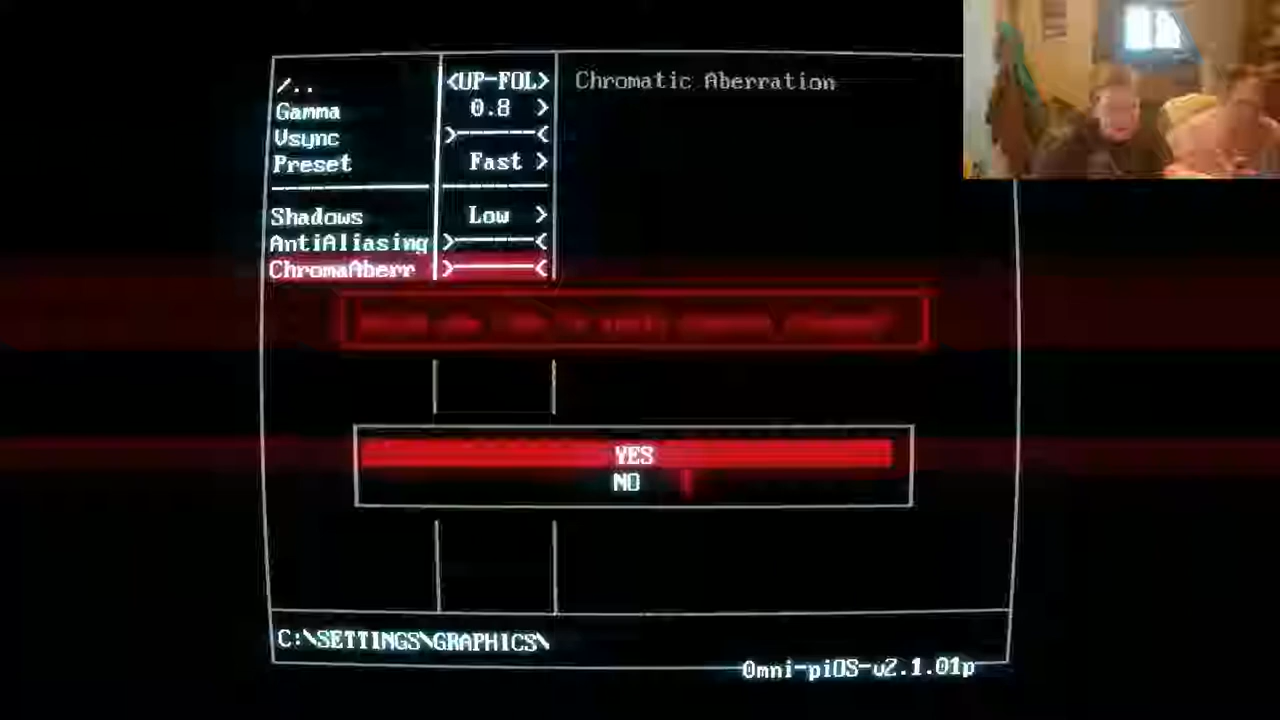 /.. <UP-FOL> Chromatic Aberration
Gamma 0.8 >
Vsync
Preset Fast >
Shadows Low >
AntiAliasing
ChromaAberr
YES
NO
C:\SETTINGS\GRAPHICS\
0mni-piOS-v2.1.01p